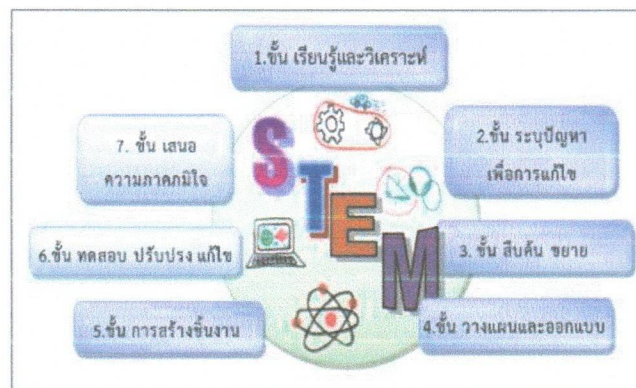 1.ขั้น เรียนรู้และวิเคราะห์
2.ขั้น ระบุปัญหา
เพื่อการแก้ไข
3. ขั้น สืบค้น ขยาย
4.ขั้น วางแผนและออกแบบ
5.ขั้น การสร้างชิ้นงาน
6.ขั้น ทดสอบ ปรับปรง แก้ไข
7. ขั้น เสนอ
ความภาคภมิใจ
STEM